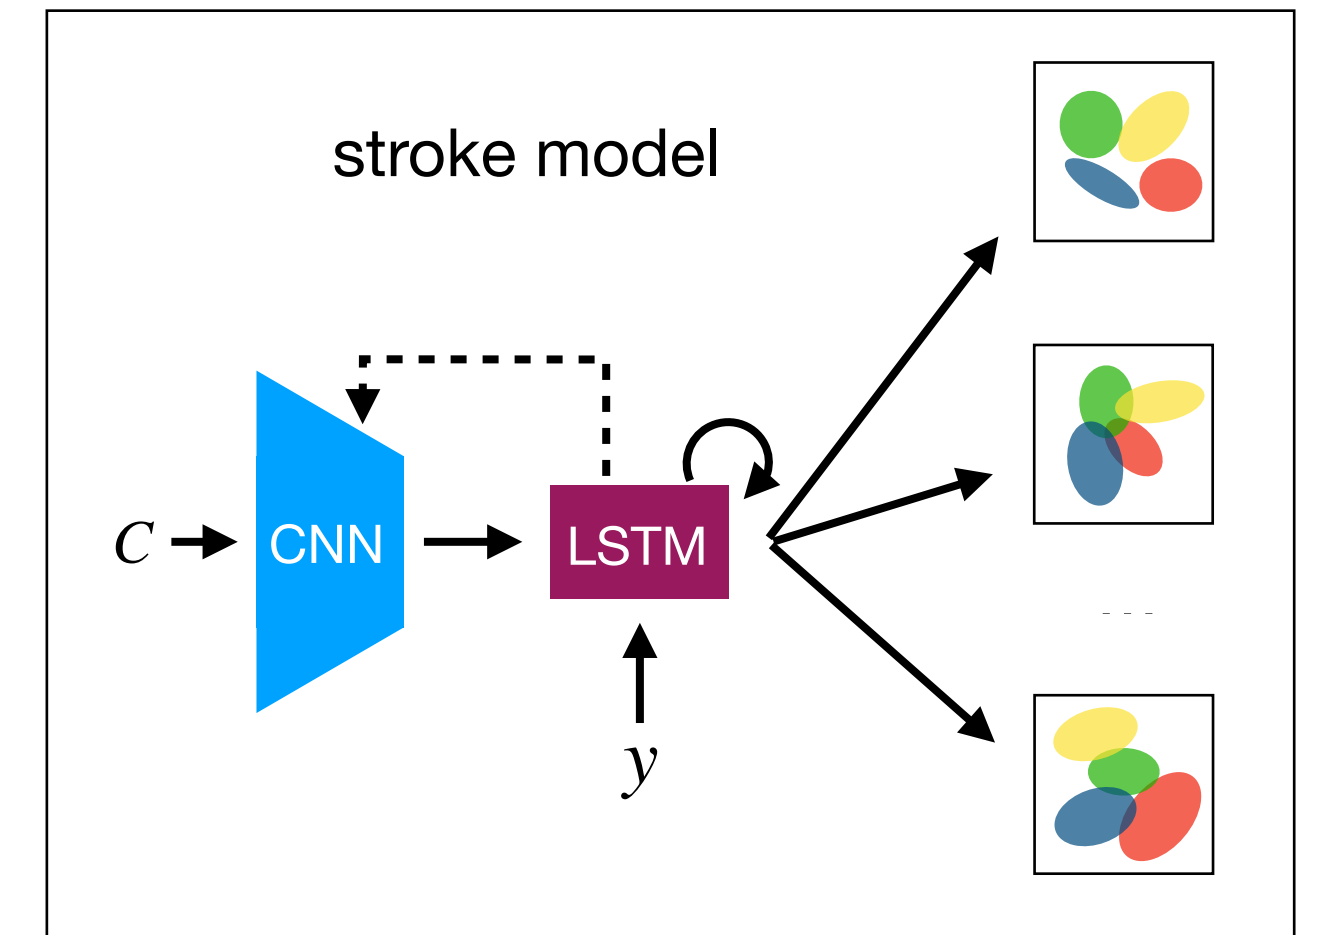 stroke model
C
CNN
LSTM
y
- - -